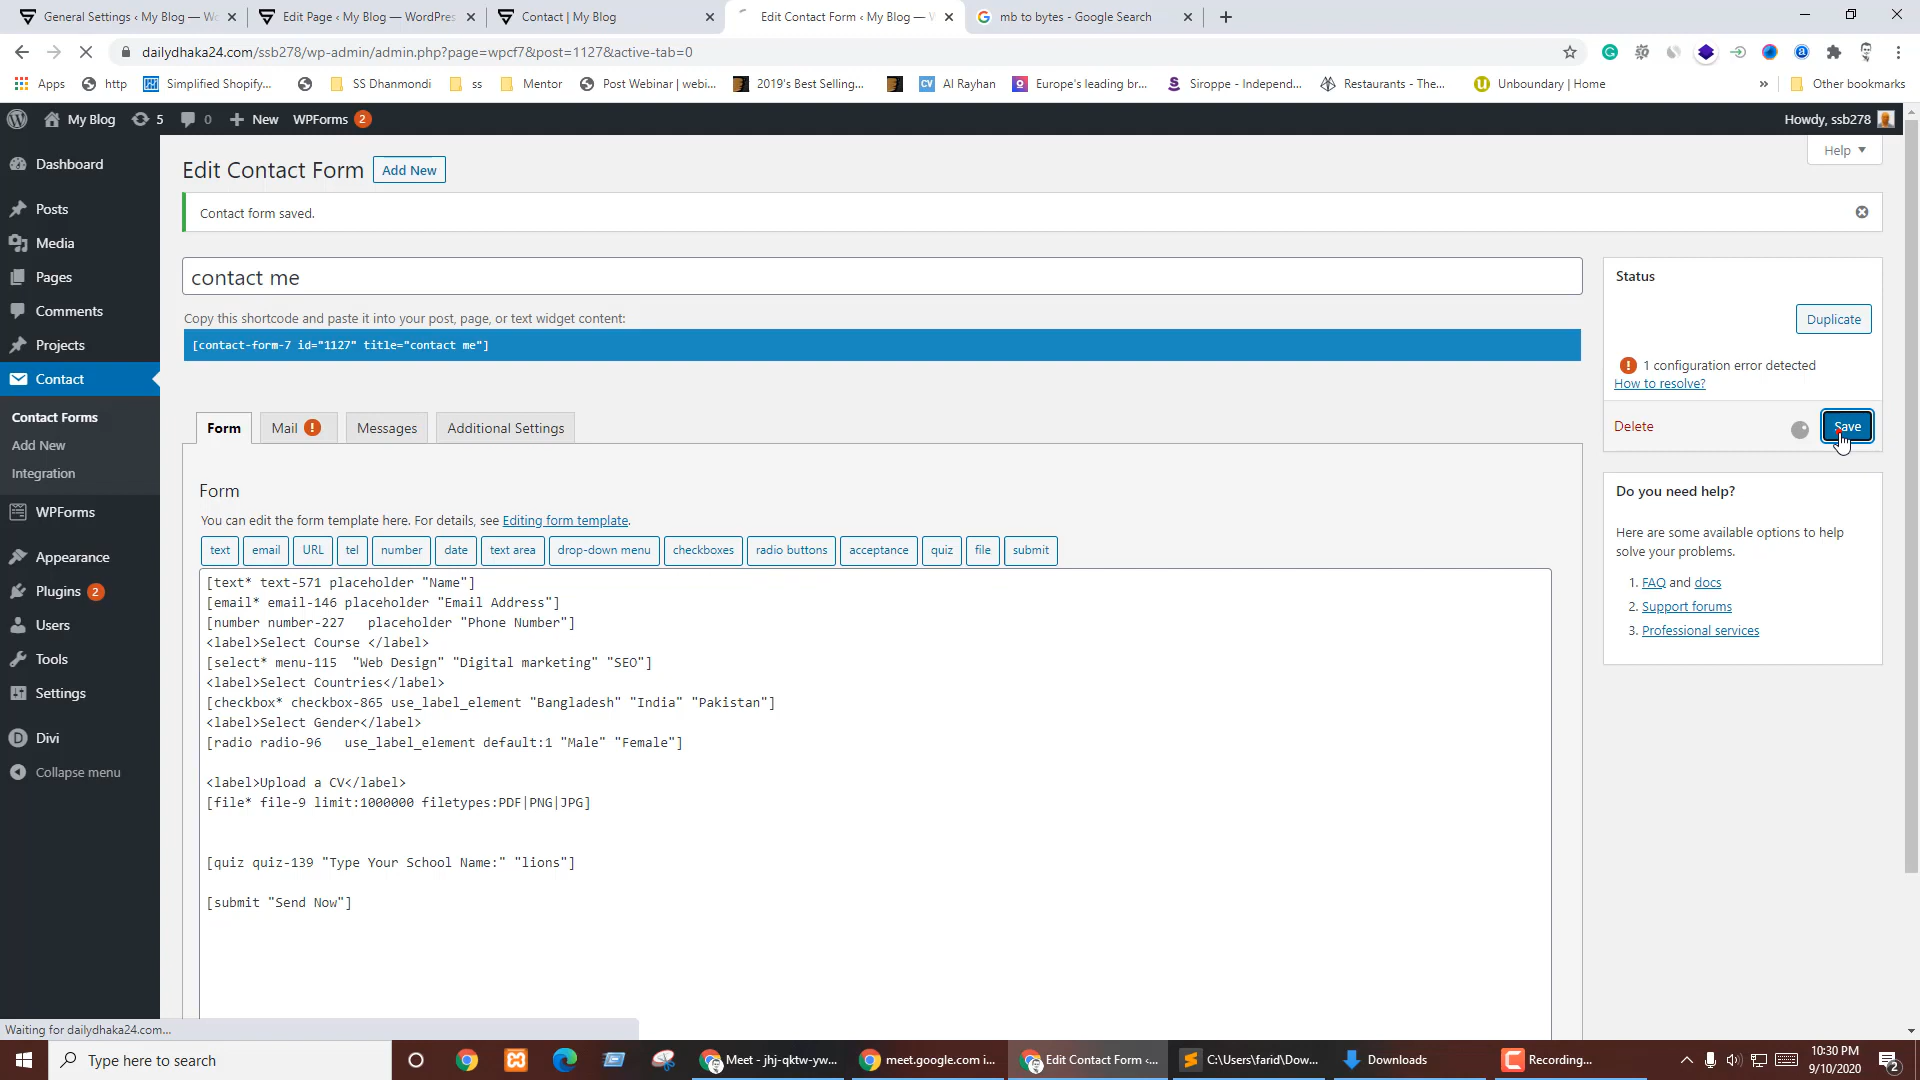 General Settings ‹ My Blog — Wo
Edit Page ‹ My Blog — WordPres
Contact | My Blog
Edit Contact Form ‹ My Blog — W
mb to bytes - Google Search
dailydhaka24.com/ssb278/wp-admin/admin.php?page=wpcf7&post=1127&active-tab=0
Apps
http
Simplified Shopify...
SS Dhanmondi
ss
Mentor
Post Webinar | webi...
2019's Best Selling...
Al Rayhan
Europe's leading br...
Siroppe - Independ...
Restaurants - The...
Unboundary | Home
»
Other bookmarks
My Blog
5
0
New
WPForms 2
Howdy, ssb278
Dashboard
Posts
Media
Pages
Comments
Projects
Contact
Contact Forms
Add New
Integration
WPForms
Appearance
Plugins 2
Users
Tools
Settings
Divi
Collapse menu
Help
Edit Contact Form
Add New
Contact form saved.
contact me
Copy this shortcode and paste it into your post, page, or text widget content:
[contact-form-7 id="1127" title="contact me"]
Form
Mail !
Messages
Additional Settings
Form
You can edit the form template here. For details, see Editing form template.
text
email
URL
tel
number
date
text area
drop-down menu
checkboxes
radio buttons
acceptance
quiz
file
submit
[text* text-571 placeholder "Name"]
[email* email-146 placeholder "Email Address"]
[number number-227   placeholder "Phone Number"]
<label>Select Course </label>
[select* menu-115  "Web Design" "Digital marketing" "SEO"]
<label>Select Countries</label>
[checkbox* checkbox-865 use_label_element "Bangladesh" "India" "Pakistan"]
<label>Select Gender</label>
[radio radio-96   use_label_element default:1 "Male" "Female"]
<label>Upload a CV</label>
[file* file-9 limit:1000000 filetypes:PDF|PNG|JPG]
[quiz quiz-139 "Type Your School Name:" "lions"]
[submit "Send Now"]
Status
Duplicate
! 1 configuration error detected
How to resolve?
Delete
Save
Do you need help?
Here are some available options to help
solve your problems.
1. FAQ and docs
2. Support forums
3. Professional services
Waiting for dailydhaka24.com...
Type here to search
Meet - jhj-qktw-yw...
meet.google.com i...
Edit Contact Form ‹...
C:\Users\farid\Dow...
Downloads
Recording...
10:30 PM
9/10/2020
2